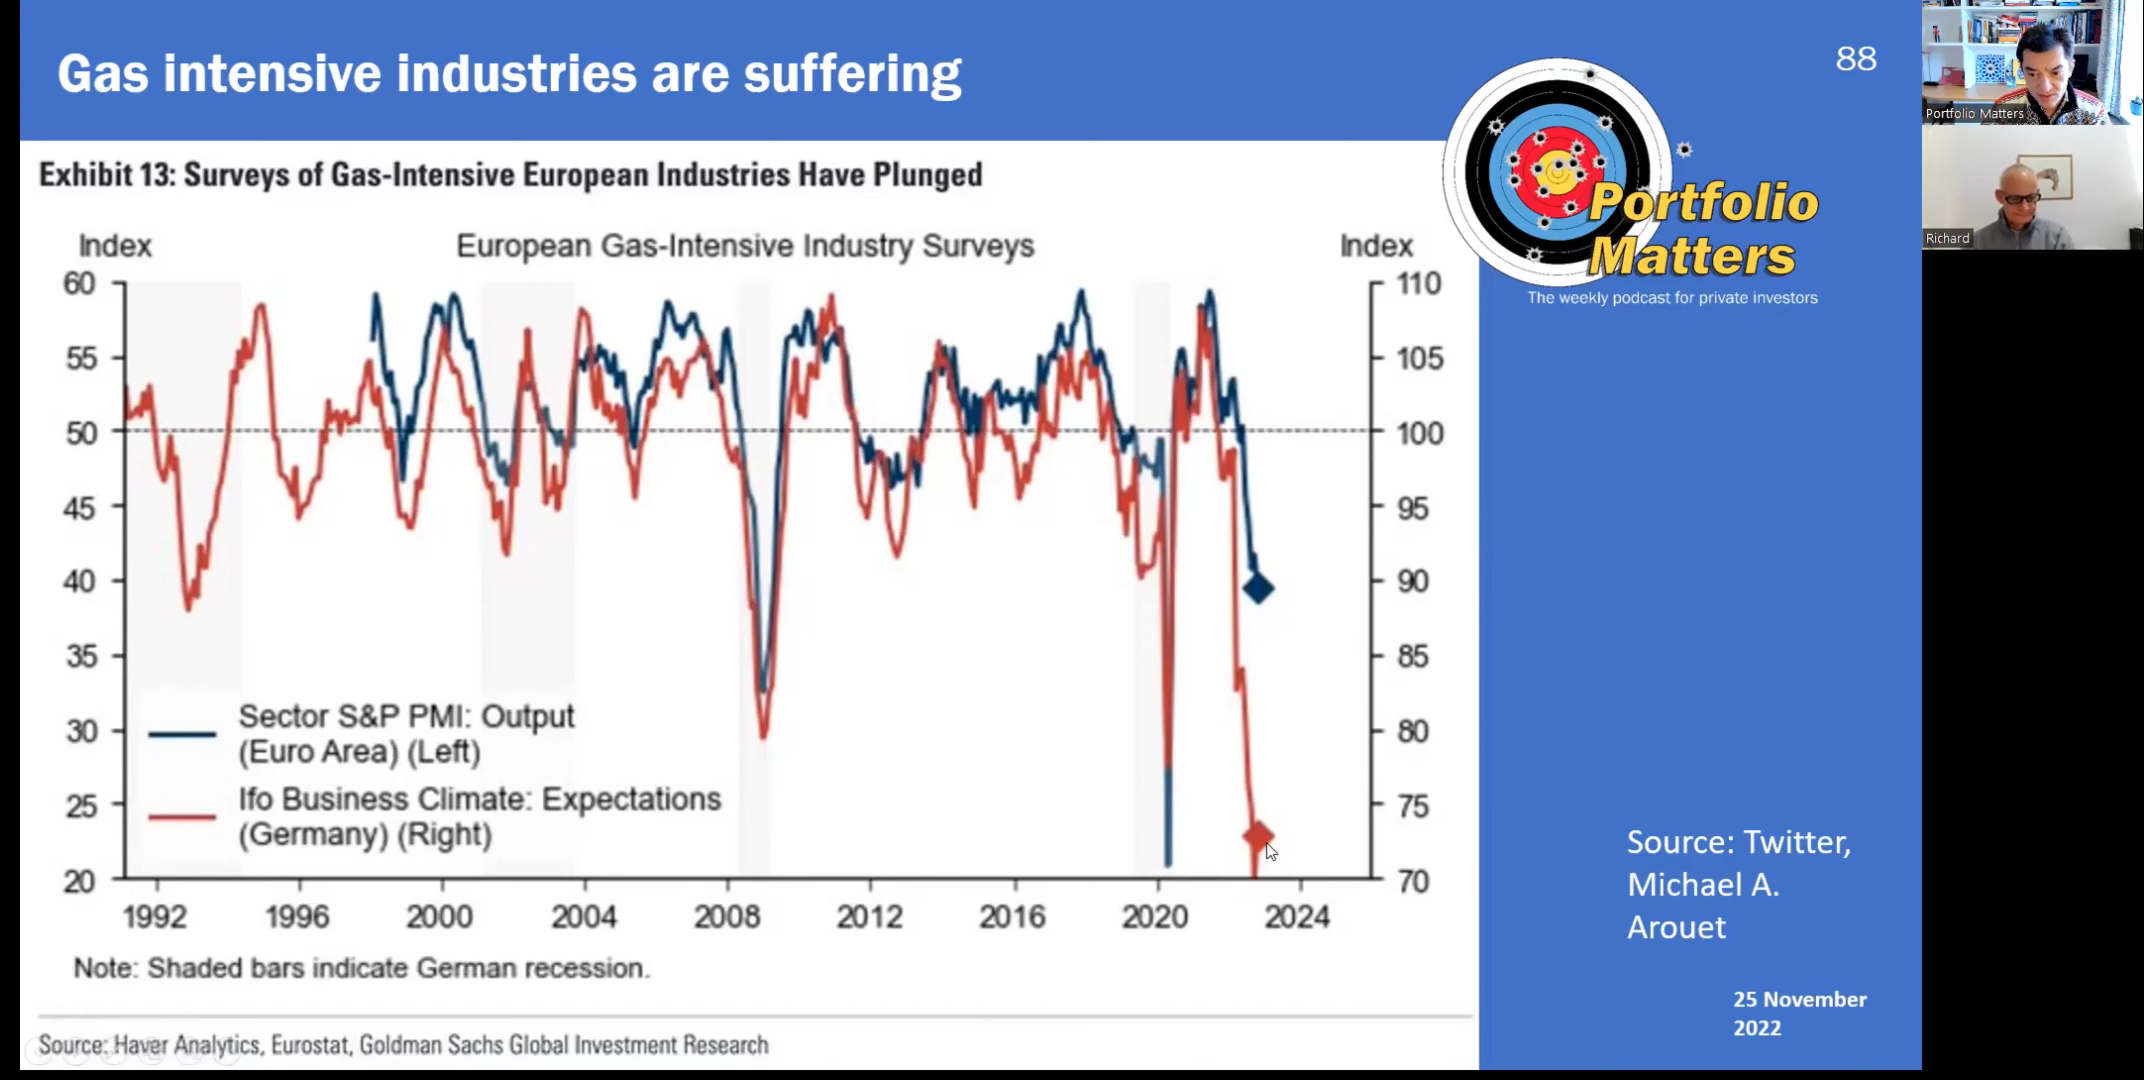 Gas intensive industries are suffering
88
Portfolio Matters
Richard
Portfolio
Matters
The weekly podcast for private investors
Exhibit 13: Surveys of Gas-Intensive European Industries Have Plunged
Index
European Gas-Intensive Industry Surveys
Index
60
55
50
45
40
35
30
25
20
110
105
100
95
90
85
80
75
70
Sector S&P PMI: Output
(Euro Area) (Left)
Ifo Business Climate: Expectations
(Germany) (Right)
1992 1996 2000 2004 2008 2012 2016 2020 2024
Note: Shaded bars indicate German recession.
Source: Haver Analytics, Eurostat, Goldman Sachs Global Investment Research
Source: Twitter,
Michael A.
Arouet
25 November
2022